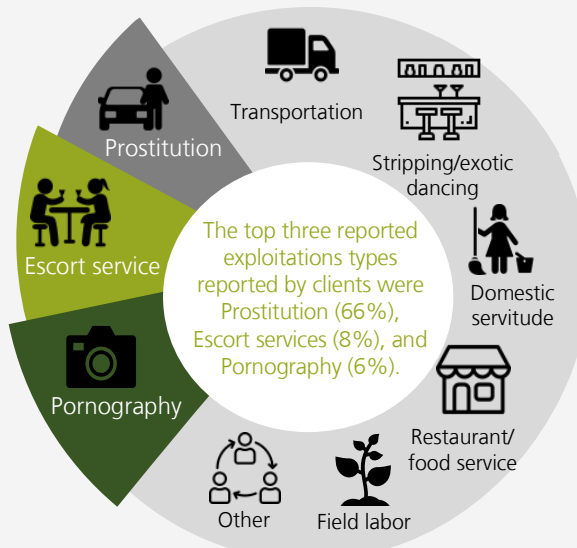 Transportation
Prostitution
Stripping/exotic
dancing
Escort service
The top three reported
exploitations types
reported by clients were
Prostitution (66%),
Escort services (8%), and
Pornography (6%).
Domestic
servitude
Pornography
Restaurant/
food service
Other
Field labor